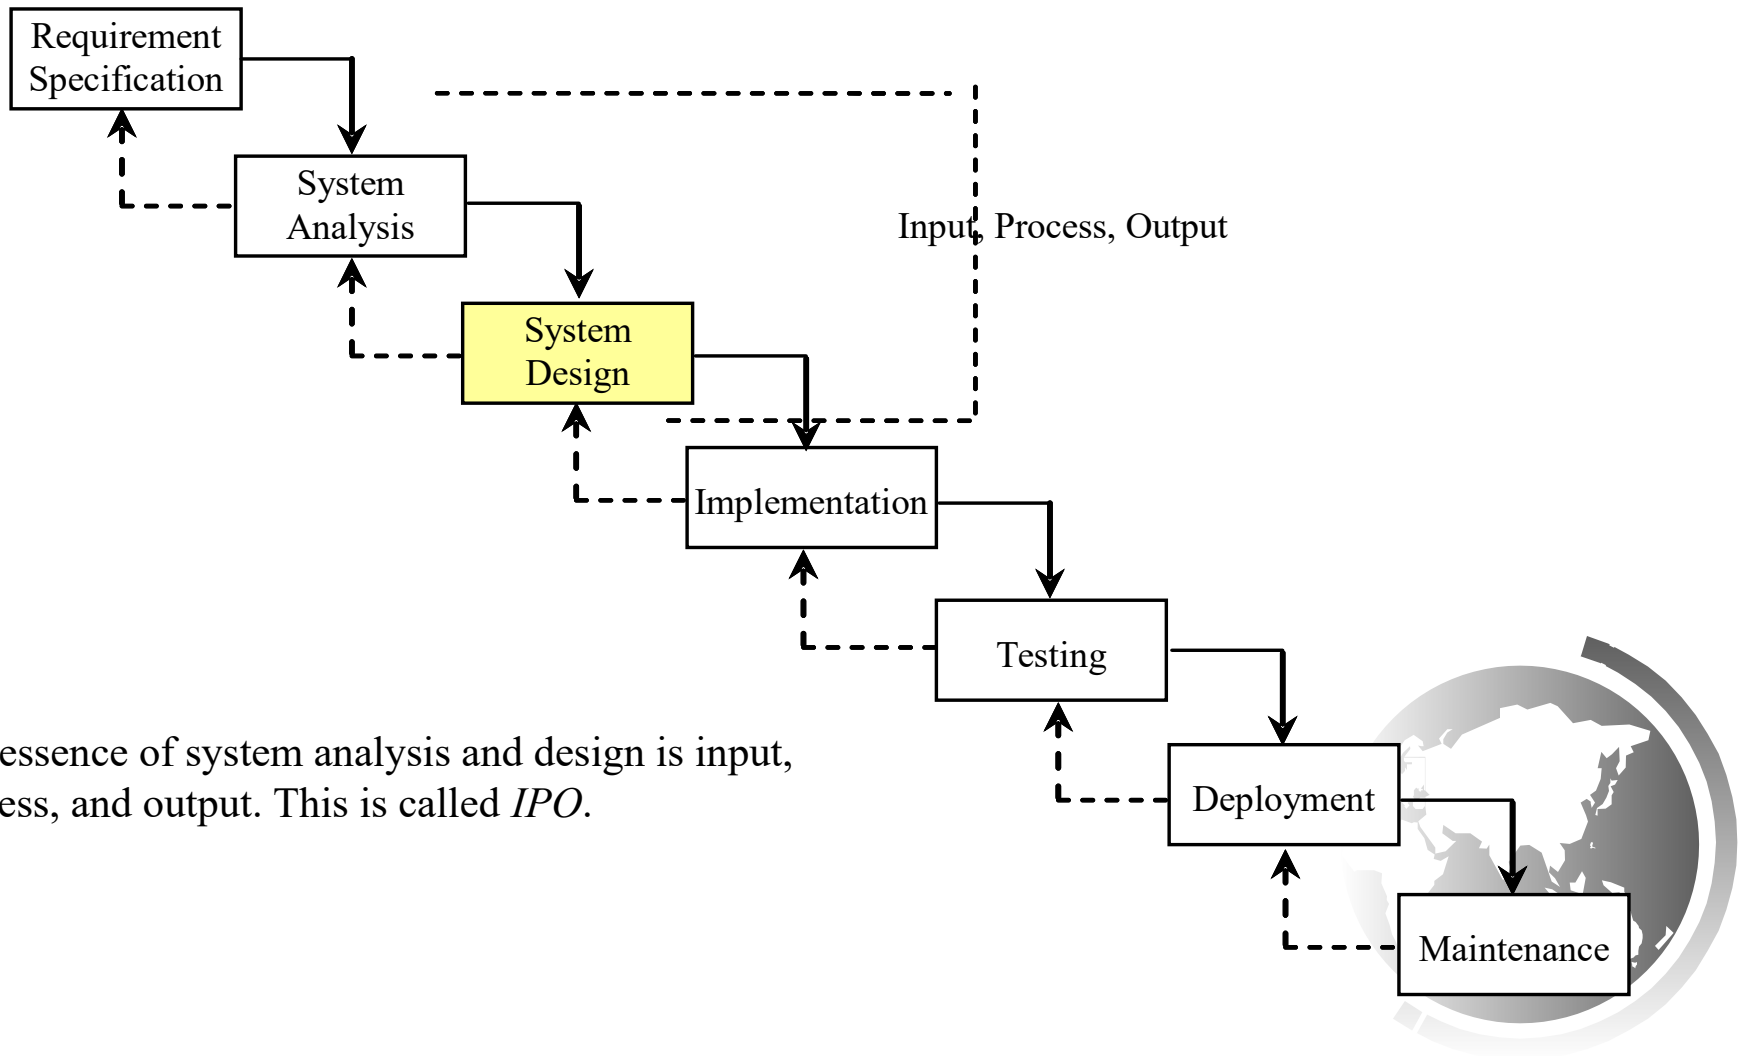 Requirement
Specification
System
Analysis
Input, Process, Output
System
Design
Implementation
Testing
essence of system analysis and design is input,
ess, and output. This is called IPO.
Deployment
Maintenance